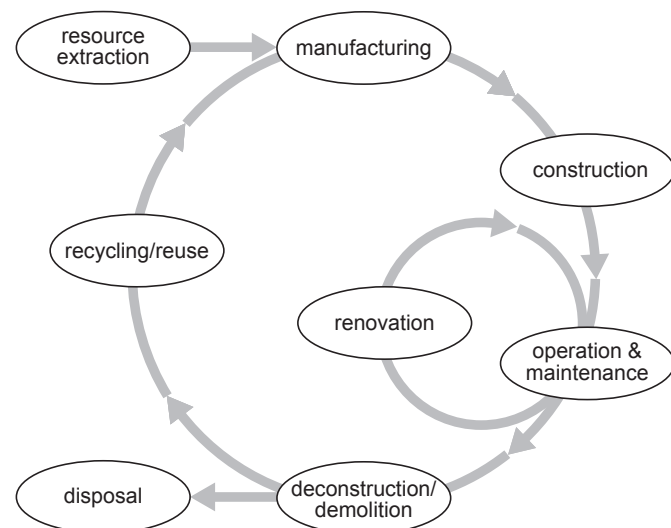 resource
extraction
manufacturing
construction
recycling/reuse
renovation
operation &
maintenance
disposal
deconstruction/
demolition